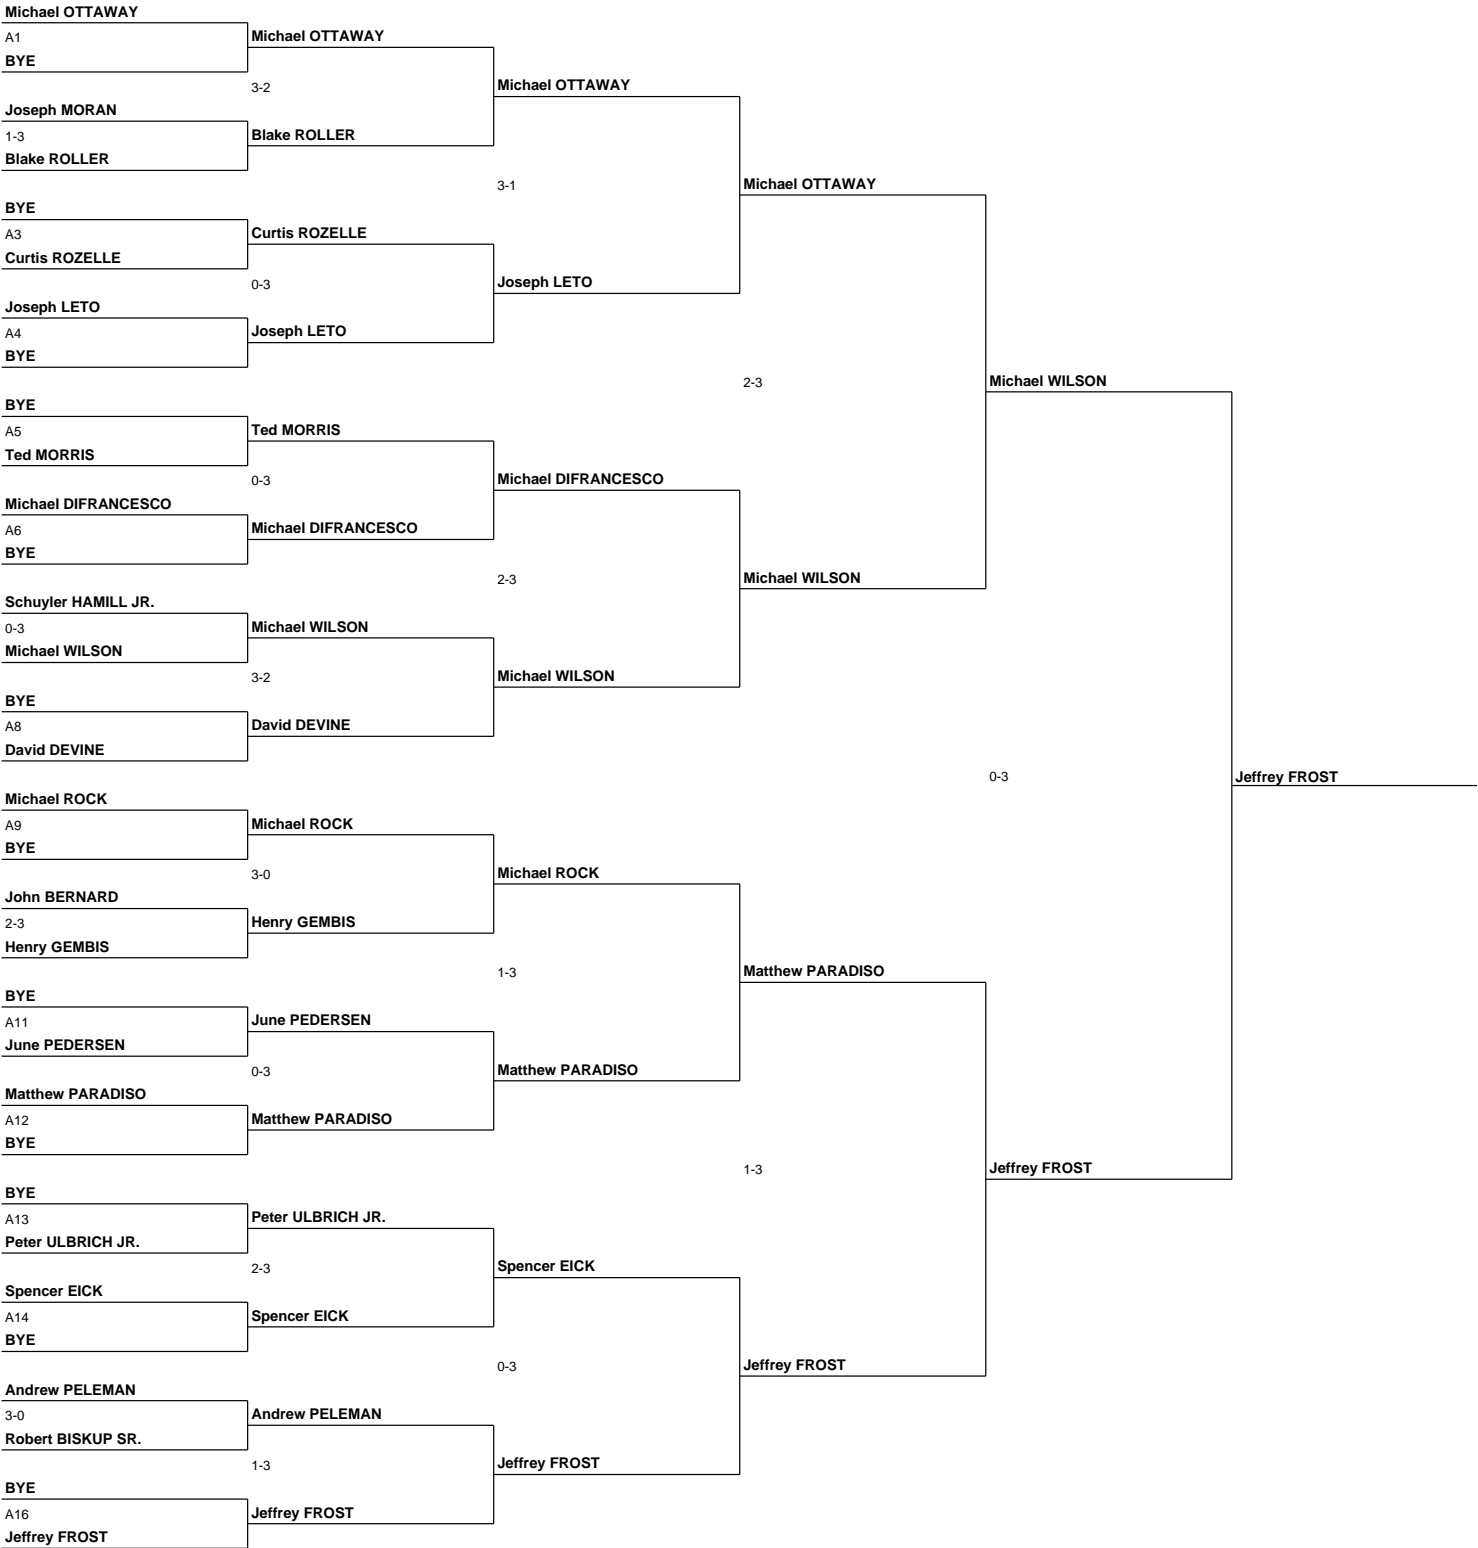 Michael OTTAWAY
A1
BYE
Joseph MORAN
1-3
Blake ROLLER
BYE
A3
Curtis ROZELLE
Joseph LETO
A4
BYE
BYE
A5
Ted MORRIS
Michael DIFRANCESCO
A6
BYE
Schuyler HAMILL JR.
0-3
Michael WILSON
BYE
A8
David DEVINE
Michael ROCK
A9
BYE
John BERNARD
2-3
Henry GEMBIS
BYE
A11
June PEDERSEN
Matthew PARADISO
A12
BYE
BYE
A13
Peter ULBRICH JR.
Spencer EICK
A14
BYE
Andrew PELEMAN
3-0
Robert BISKUP SR.
BYE
A16
Jeffrey FROST
Michael OTTAWAY
3-2
Blake ROLLER
Curtis ROZELLE
0-3
Joseph LETO
Ted MORRIS
0-3
Michael DIFRANCESCO
Michael WILSON
3-2
David DEVINE
Michael ROCK
3-0
Henry GEMBIS
June PEDERSEN
0-3
Matthew PARADISO
Peter ULBRICH JR.
2-3
Spencer EICK
Andrew PELEMAN
1-3
Jeffrey FROST
Michael OTTAWAY
3-1
Joseph LETO
Michael DIFRANCESCO
2-3
Michael WILSON
Michael ROCK
1-3
Matthew PARADISO
Spencer EICK
0-3
Jeffrey FROST
Michael OTTAWAY
2-3
Michael WILSON
Matthew PARADISO
1-3
Jeffrey FROST
Michael WILSON
0-3
Jeffrey FROST
Jeffrey FROST